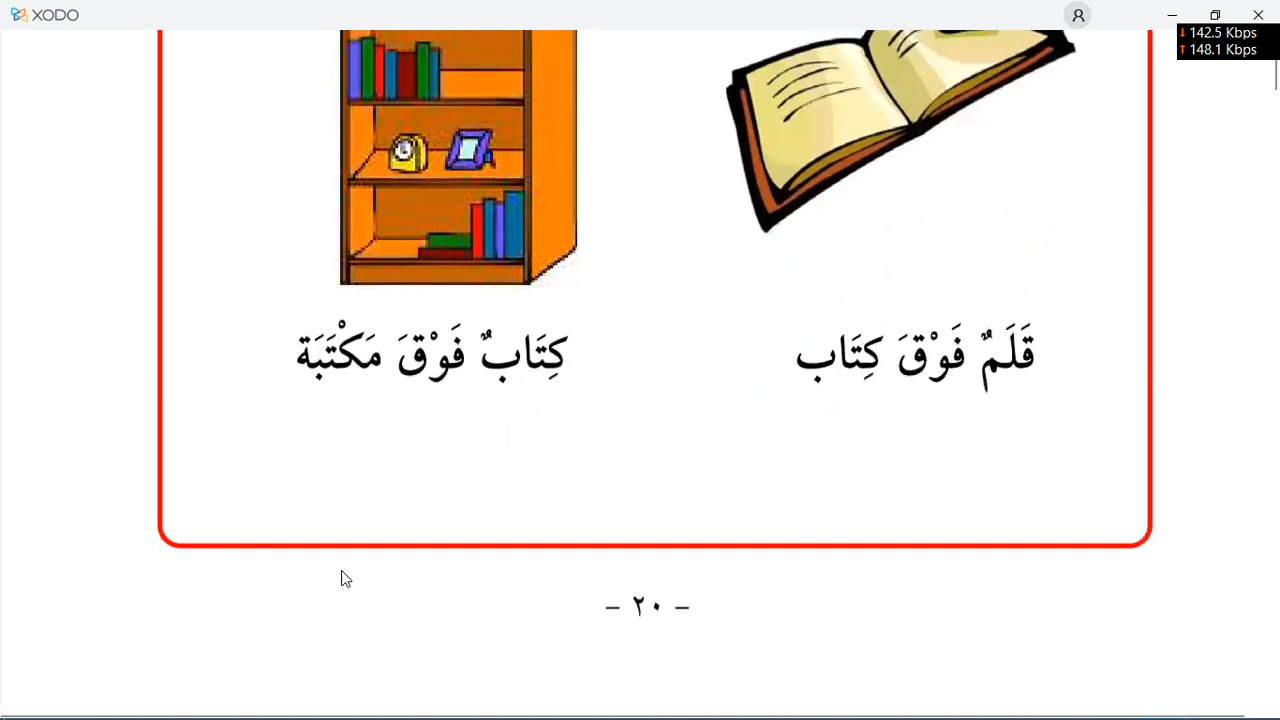 XODO
↓ 142.5 Kbps
↑ 148.1 Kbps
قَلَمٌ فَوْقَ كِتَاب
كِتَابٌ فَوْقَ مَكْتَبَة
- ٢٠ -